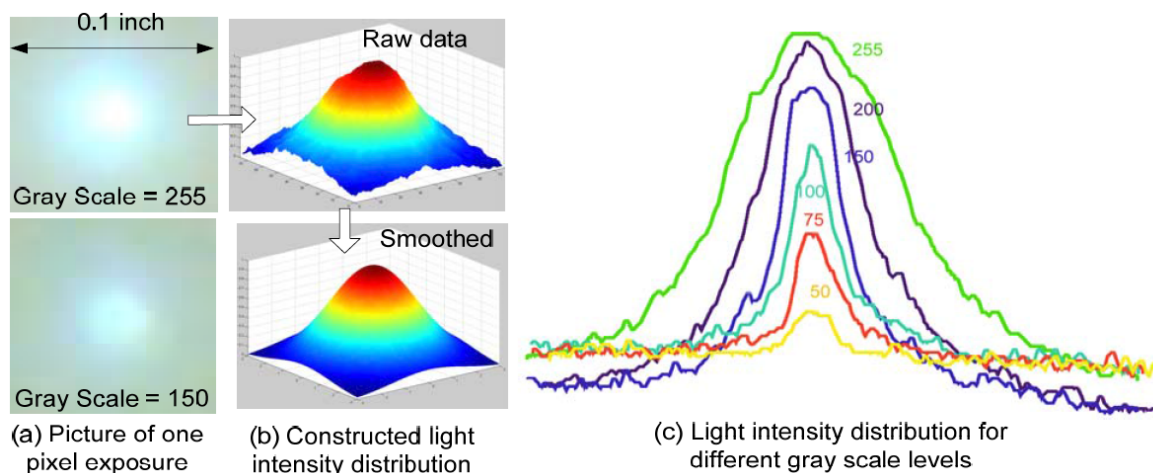 0.1 inch
Gray Scale = 255
Gray Scale = 150
(a) Picture of one
pixel exposure
Raw data
Smoothed
(b) Constructed light
intensity distribution
255
200
150
100
75
50
(c) Light intensity distribution for
different gray scale levels